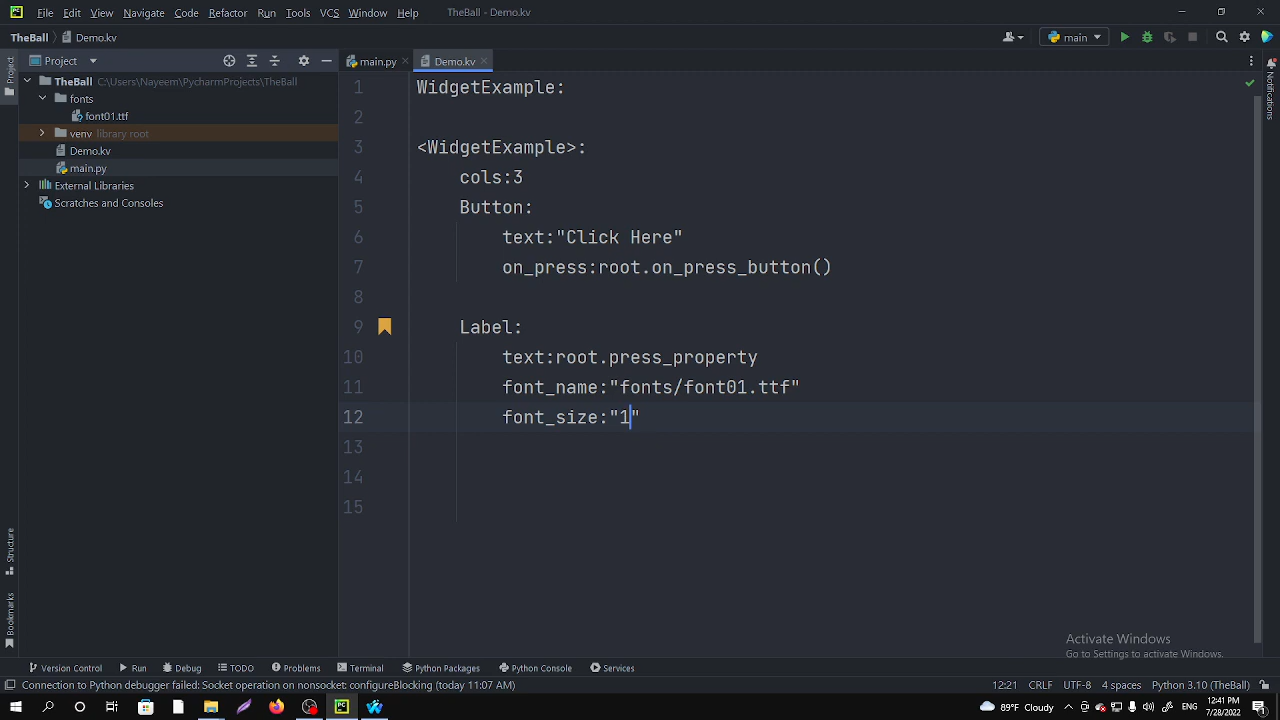 File Edit View Navigate Code Refactor Run Tools VCS Window Help TheBall - Demo.kv
TheBall Demo.kv main
Project main.py Demo.kv
TheBall C:\Users\Nayeem\PycharmProjects\TheBall
fonts
font01.ttf
venv library root
Demo.kv
main.py
External Libraries
Scratches and Consoles
Project
Structure
Bookmarks
Notifications
1 WidgetExample:
2
3 <WidgetExample>:
4 cols:3
5 Button:
6 text:"Click Here"
7 on_press:root.on_press_button()
8
9 Label:
10 text:root.press_property
11 font_name:"fonts/font01.ttf"
12 font_size:"1"
13
14
15
Activate Windows
Go to Settings to activate Windows.
Version Control Run Debug TODO Problems Terminal Python Packages Python Console Services
Connection to Python debugger failed: Socket operation on nonsocket: configureBlocking (today 11:07 AM) 12:21 CRLF UTF-8 4 spaces Python 3.10 (TheBall)
89°F Cloudy ENG 12:41 PM
7/28/2022